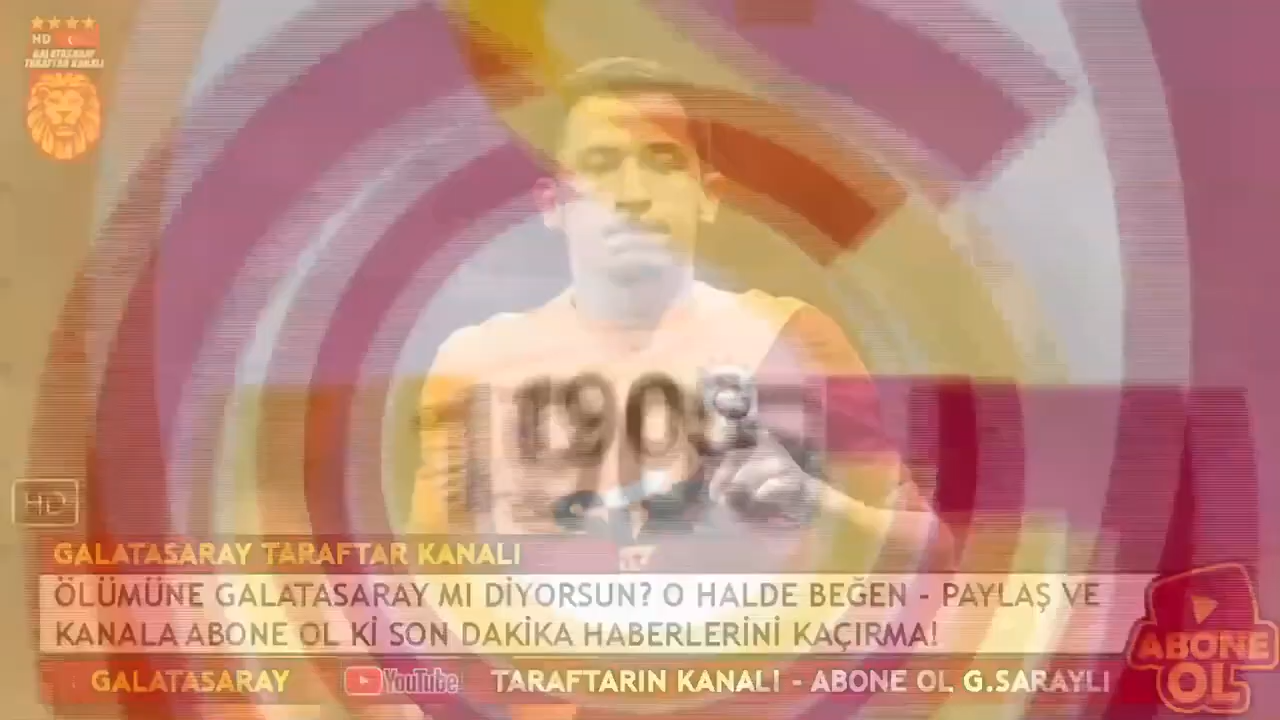 HD
GALATASARAY
TARAFTAR KANALI
1905
HD
GALATASARAY TARAFTAR KANALI
ÖLÜMÜNE GALATASARAY MI DİYORSUN? O HALDE BEĞEN - PAYLAŞ VE
KANALA ABONE OL Kİ SON DAKİKA HABERLERİNİ KAÇIRMA!
GALATASARAY YouTube TARAFTARIN KANALI - ABONE OL G.SARAYLI
ABONE
OL